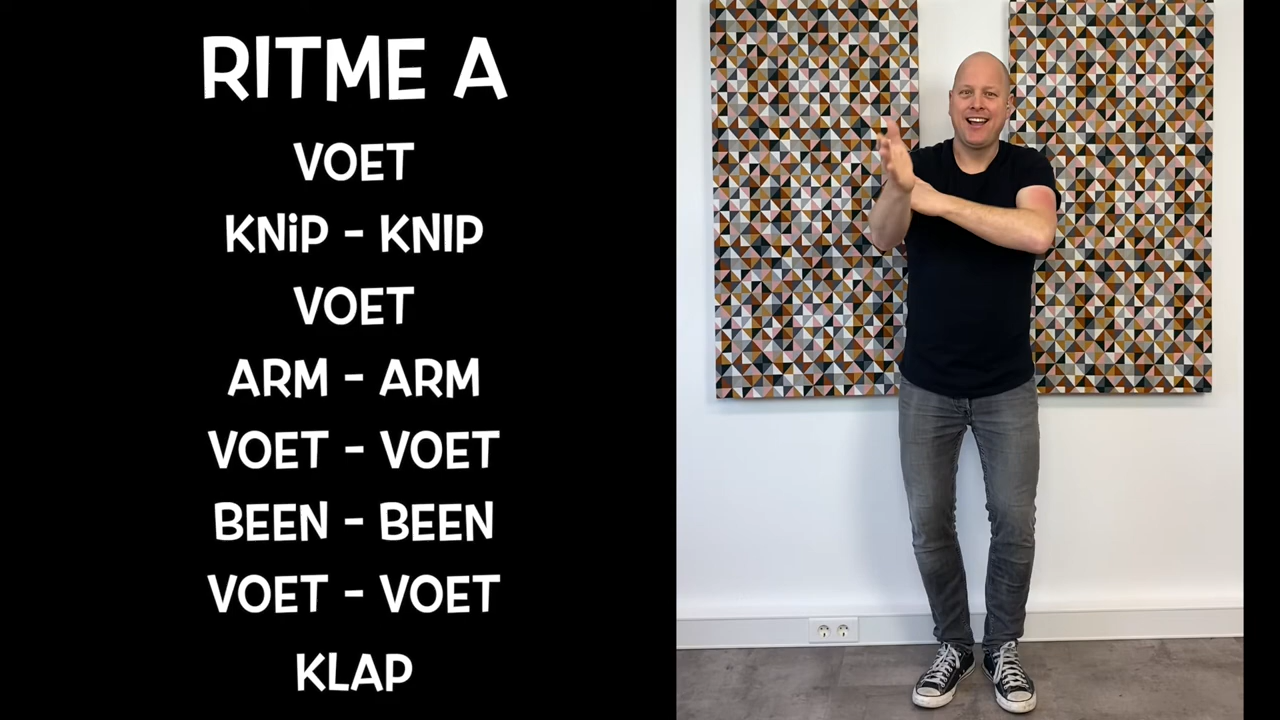 RITME A
VOET
KNiP - KNIP
VOET
ARM - ARM
VOET - VOET
BEEN - BEEN
VOET - VOET
KLAP